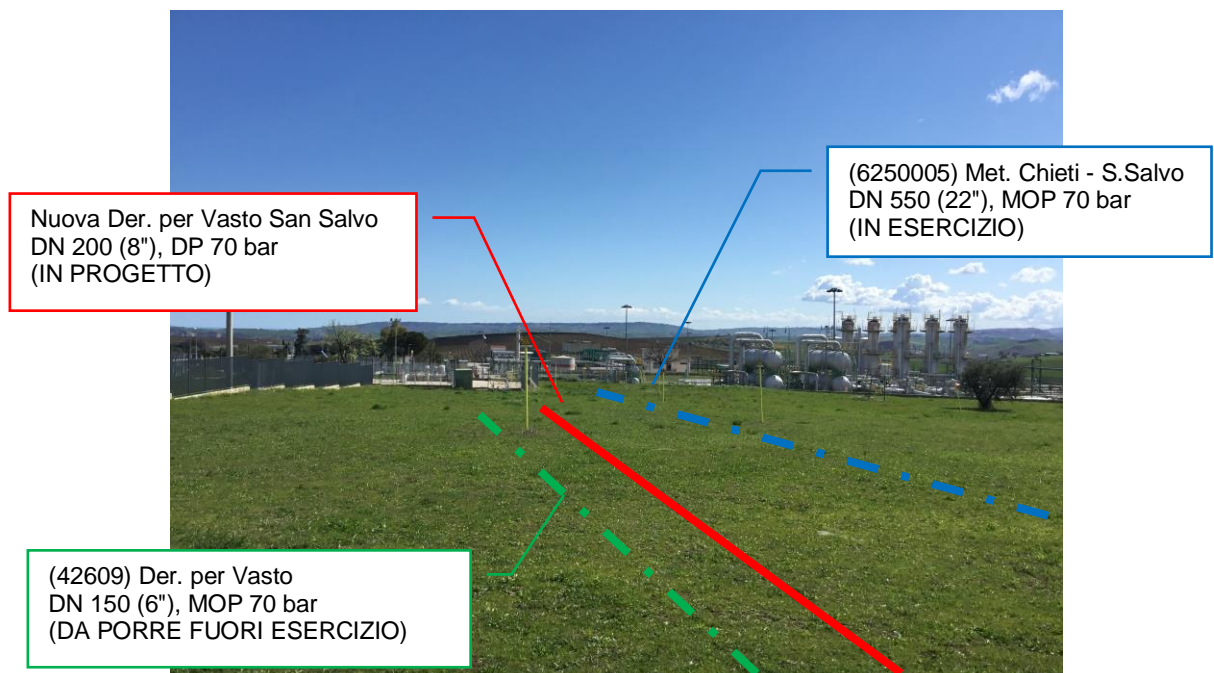 (6250005) Met. Chieti - S.Salvo
DN 550 (22"), MOP 70 bar
(IN ESERCIZIO)
Nuova Der. per Vasto San Salvo
DN 200 (8"), DP 70 bar
(IN PROGETTO)
(42609) Der. per Vasto
DN 150 (6"), MOP 70 bar
(DA PORRE FUORI ESERCIZIO)